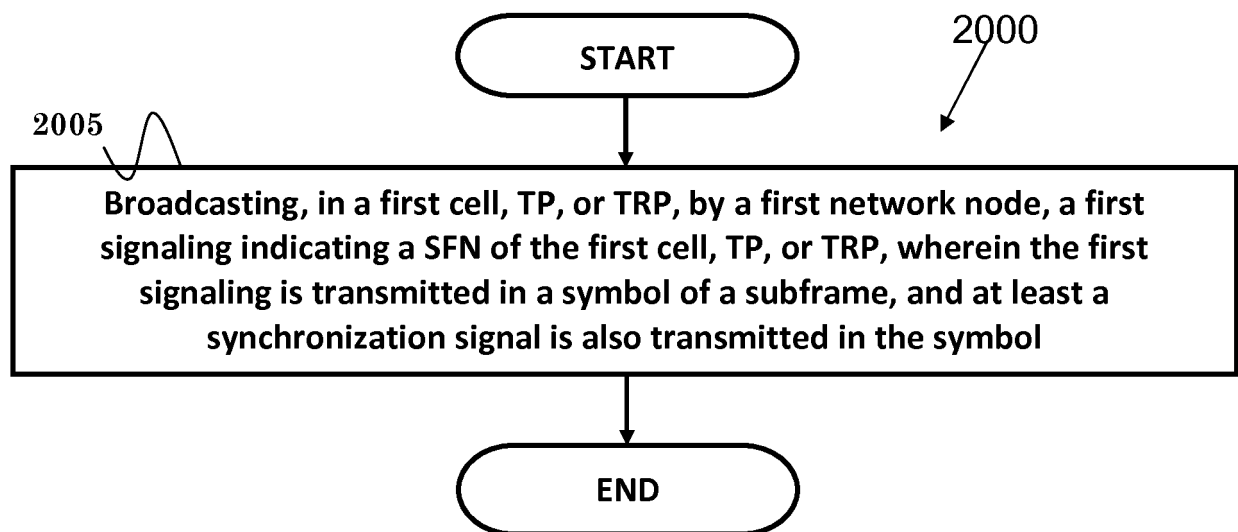 START
2000
2005
Broadcasting, in a first cell, TP, or TRP, by a first network node, a first
signaling indicating a SFN of the first cell, TP, or TRP, wherein the first
signaling is transmitted in a symbol of a subframe, and at least a
synchronization signal is also transmitted in the symbol
END